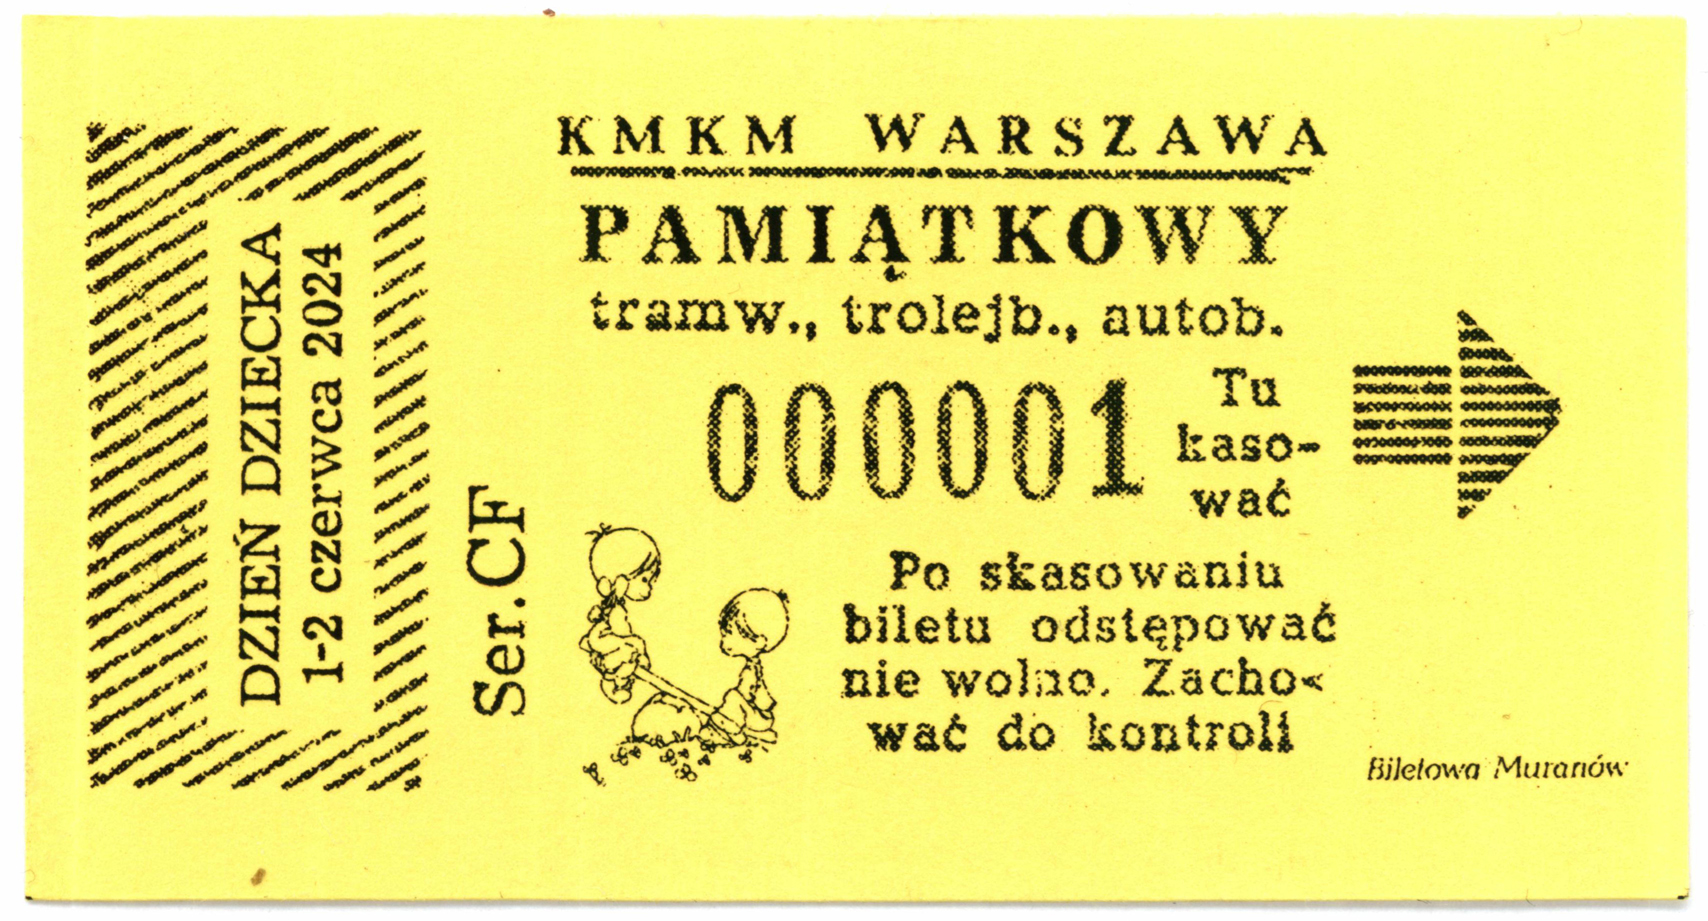 DZIEŃ DZIECKA
1-2 czerwca 2024
Ser. CF
KMKM WARSZAWA
PAMIĄTKOWY
tramw., trolejb., autob.
000001
Tu
kaso-
wać
Po skasowaniu
biletu odstępować
nie wolno. Zacho-
wać do kontroli
Biletowa Muranów